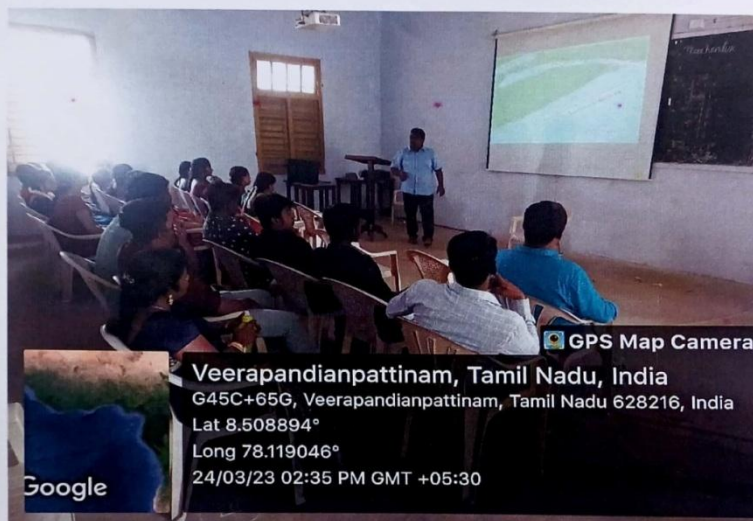 GPS Map Camera
Veerapandianpattinam, Tamil Nadu, India
G45C+65G, Veerapandianpattinam, Tamil Nadu 628216, India
Lat 8.508894°
Long 78.119046°
24/03/23 02:35 PM GMT +05:30
Google